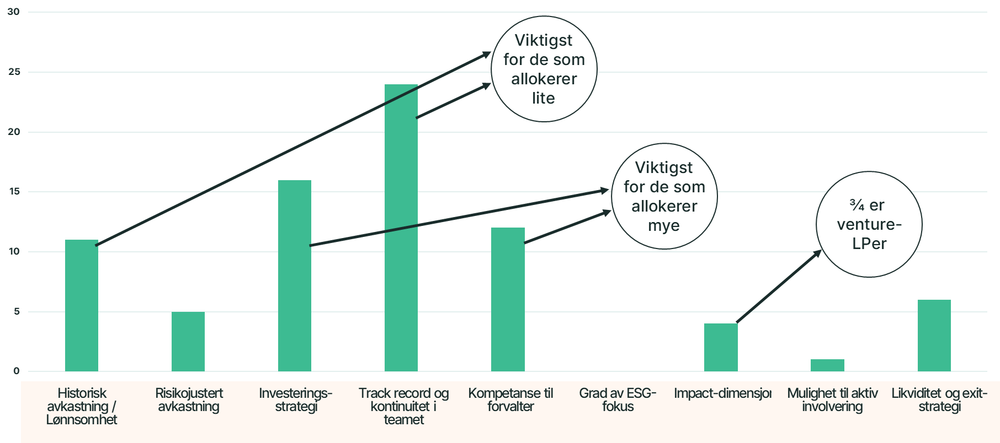 30
25
20
15
10
5
0
Viktigst
for de som
allokerer
lite
Viktigst
for de som
allokerer
mye
¾ er
venture-
LPer
Historisk
avkastning /
Lønnsomhet
Risikojustert
avkastning
Investerings-
strategi
Track record og
kontinuitet i
teamet
Kompetanse til
forvalter
Grad av ESG-
fokus
Impact-dimensjon
Mulighet til aktiv
involvering
Likviditet og exit-
strategi